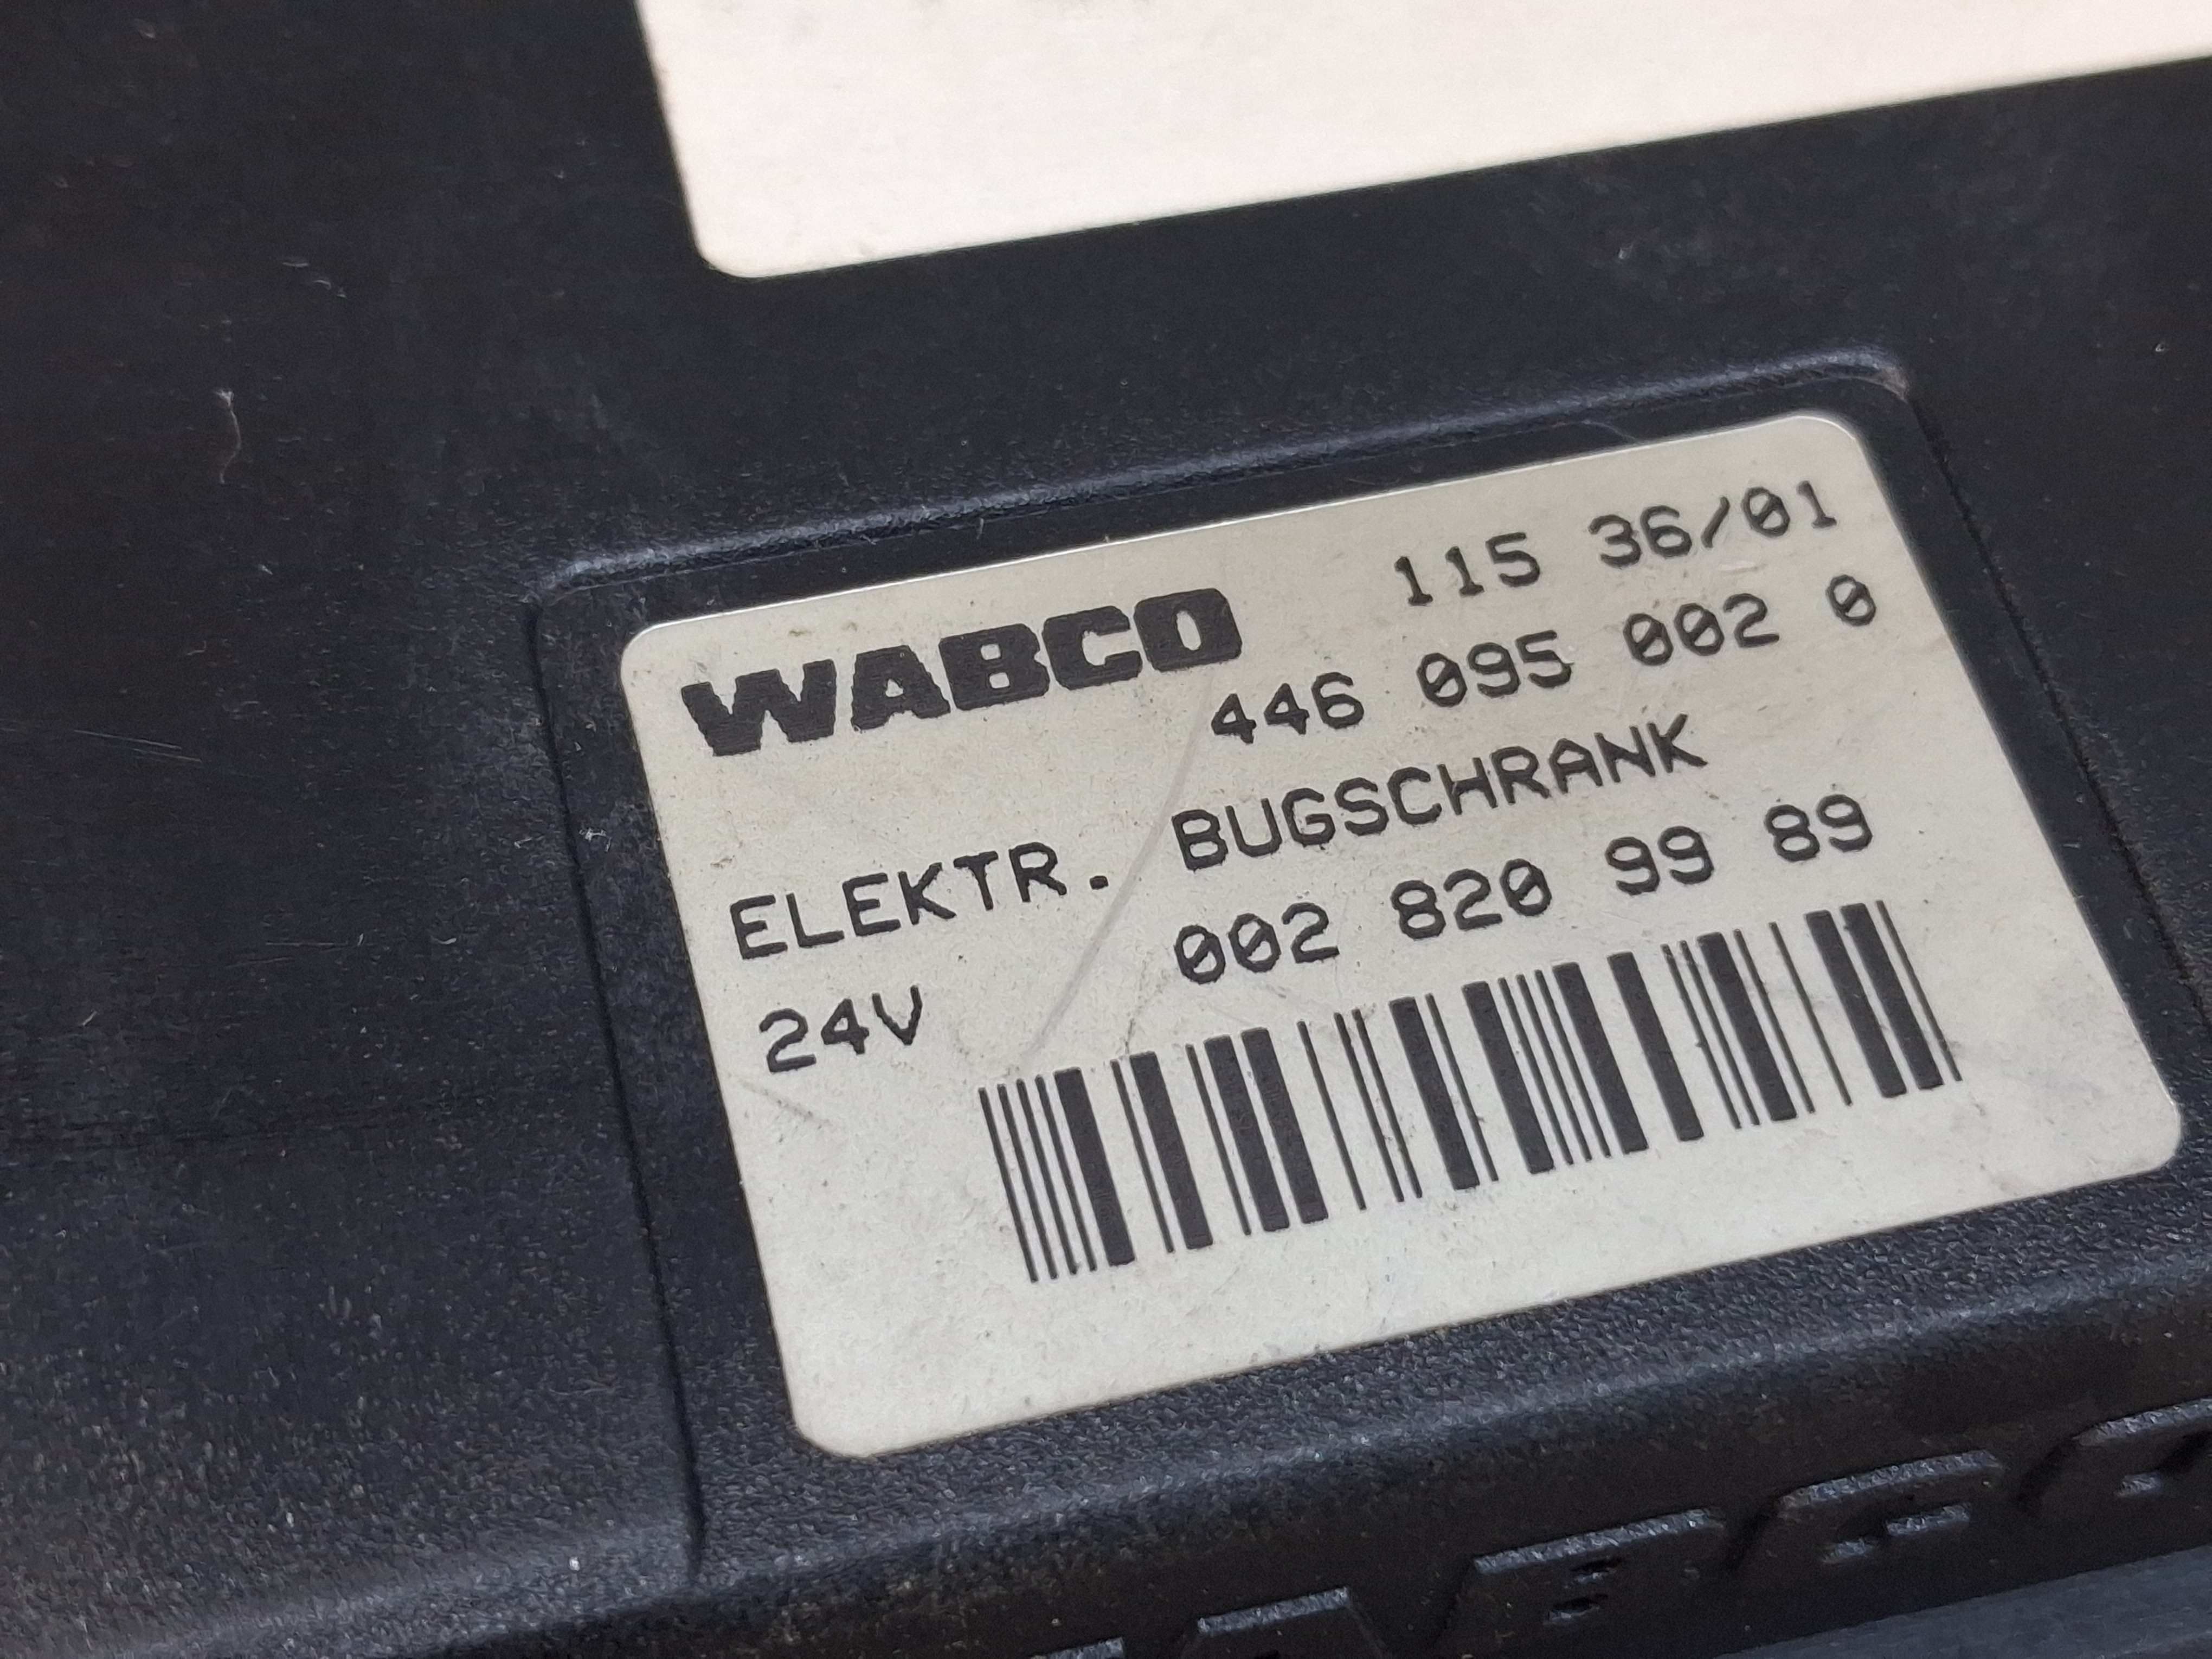 115 36/01
WABCO 446 095 002 0
ELEKTR. BUGSCHRANK
24V 002 820 99 89